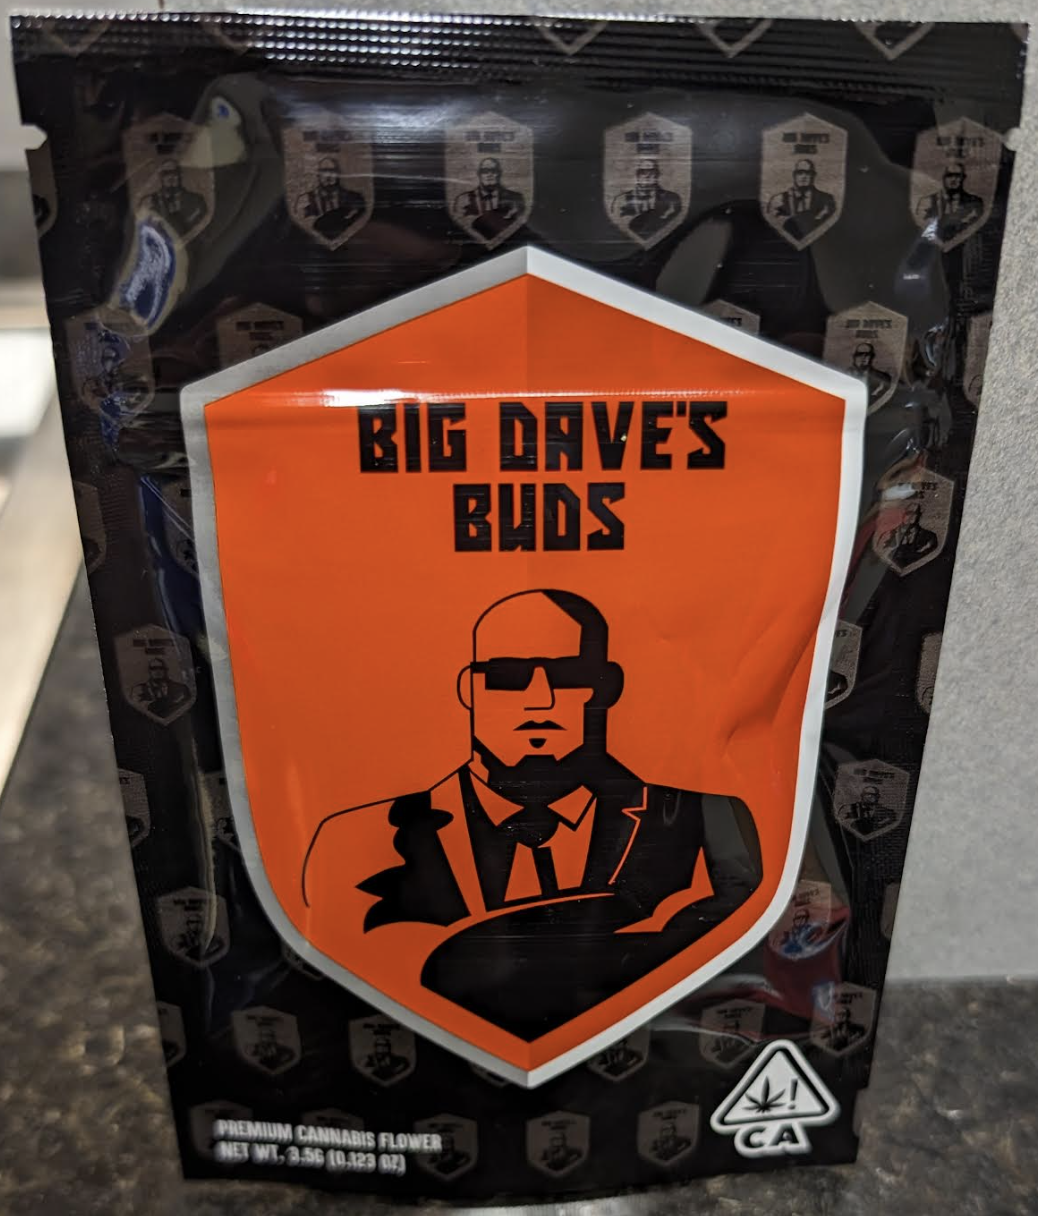 BIG DAVE'S
BUDS
PREMIUM CANNABIS FLOWER
NET WT. 3.5G (0.123 OZ)
!
CA